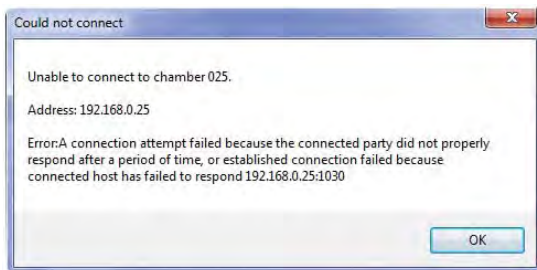 Could not connect
Unable to connect to chamber 025.
Address: 192.168.0.25
Error:A connection attempt failed because the connected party did not properly
respond after a period of time, or established connection failed because
connected host has failed to respond 192.168.0.25:1030
OK